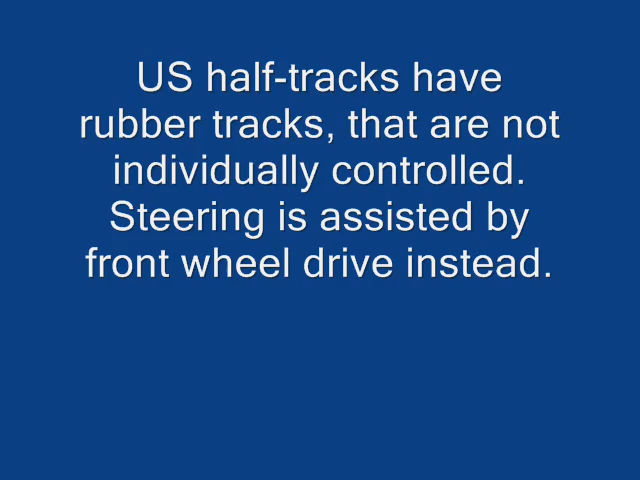 US half-tracks have
rubber tracks, that are not
individually controlled.
Steering is assisted by
front wheel drive instead.